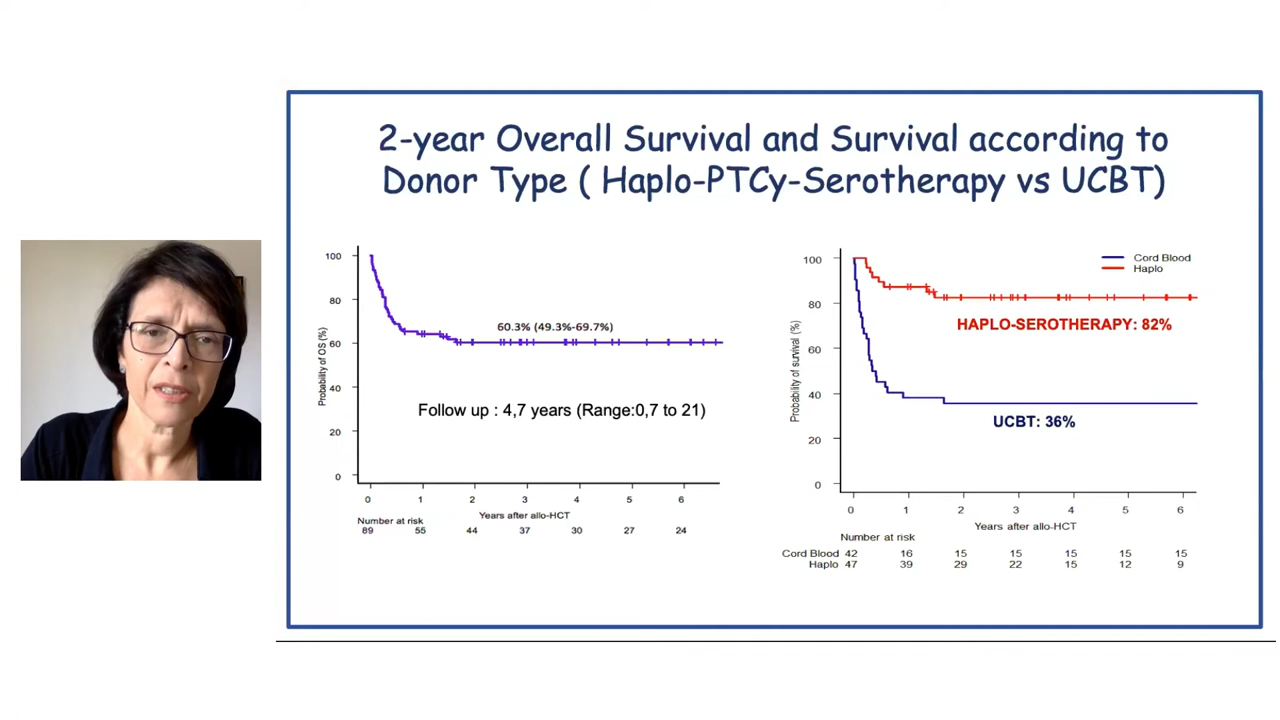 2-year Overall Survival and Survival according to
Donor Type ( Haplo-PTCy-Serotherapy vs UCBT)
Probability of OS (%)
100
80
60
40
20
0
60.3% (49.3%-69.7%)
Follow up : 4,7 years (Range:0,7 to 21)
0 1 2 3 4 5 6
Years after allo-HCT
Number at risk
89 55 44 37 30 27 24
Probability of survival (%)
100
80
60
40
20
0
Cord Blood
Haplo
HAPLO-SEROTHERAPY: 82%
UCBT: 36%
0 1 2 3 4 5 6
Years after allo-HCT
Number at risk
Cord Blood 42 16 15 15 15 15 15
Haplo 47 39 29 22 15 12 9